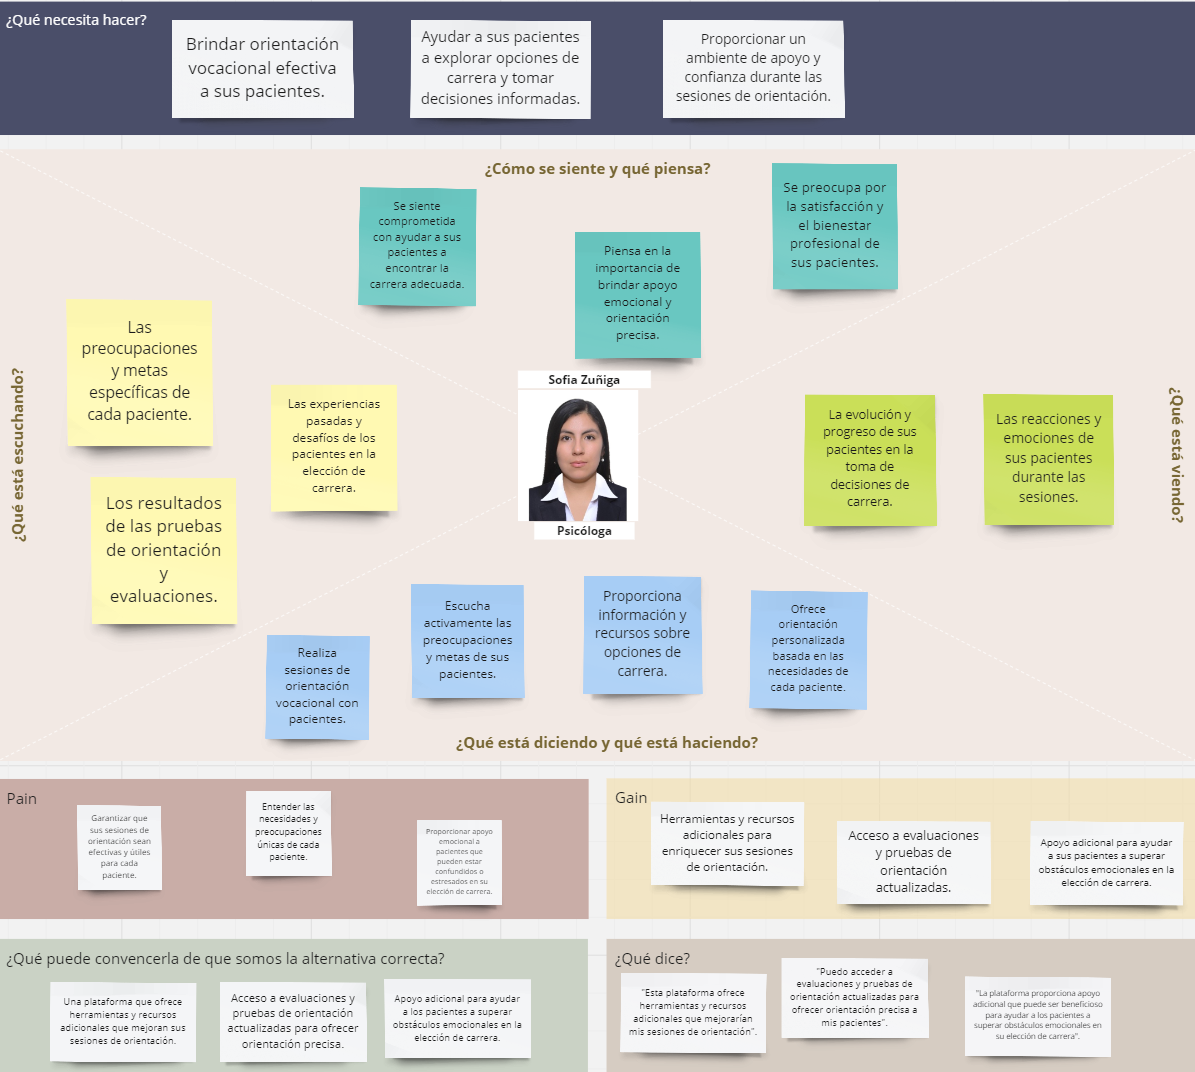 ¿Qué necesita hacer?
Brindar orientación
vocacional efectiva
a sus pacientes.
Ayudar a sus pacientes
a explorar opciones de
carrera y tomar
decisiones informadas.
Proporcionar un
ambiente de apoyo y
confianza durante las
sesiones de orientación.
¿Cómo se siente y qué piensa?
Se siente
comprometida
con ayudar a sus
pacientes a
encontrar la
carrera adecuada.
Piensa en la
importancia de
brindar apoyo
emocional y
orientación
precisa.
Se preocupa por
la satisfacción y
el bienestar
profesional de
sus pacientes.
¿Qué está escuchando?
Las
preocupaciones
y metas
específicas de
cada paciente.
Las experiencias
pasadas y
desafíos de los
pacientes en la
elección de
carrera.
Los resultados
de las pruebas
de orientación
y
evaluaciones.
Sofia Zuñiga
Psicóloga
La evolución y
progreso de sus
pacientes en la
toma de
decisiones de
carrera.
Las reacciones y
emociones de
sus pacientes
durante las
sesiones.
¿Qué está viendo?
Realiza
sesiones de
orientación
vocacional con
pacientes.
Escucha
activamente las
preocupaciones
y metas de sus
pacientes.
Proporciona
información y
recursos sobre
opciones de
carrera.
Ofrece
orientación
personalizada
basada en las
necesidades de
cada paciente.
¿Qué está diciendo y qué está haciendo?
Pain
Garantizar que
sus sesiones de
orientación sean
efectivas y útiles
para cada
paciente.
Entender las
necesidades y
preocupaciones
únicas de cada
paciente.
Proporcionar apoyo
emocional a
pacientes que
pueden estar
confundidos o
estresados en su
elección de carrera.
Gain
Herramientas y recursos
adicionales para
enriquecer sus sesiones
de orientación.
Acceso a evaluaciones
y pruebas de
orientación
actualizadas.
Apoyo adicional para ayudar
a sus pacientes a superar
obstáculos emocionales en la
elección de carrera.
¿Qué puede convencerla de que somos la alternativa correcta?
Una plataforma que ofrece
herramientas y recursos
adicionales que mejoran sus
sesiones de orientación.
Acceso a evaluaciones y
pruebas de orientación
actualizadas para ofrecer
orientación precisa.
Apoyo adicional para ayudar
a los pacientes a superar
obstáculos emocionales en la
elección de carrera.
¿Qué dice?
"Esta plataforma ofrece
herramientas y recursos
adicionales que mejorarían
mis sesiones de orientación".
"Puedo acceder a
evaluaciones y pruebas de
orientación actualizadas para
ofrecer orientación precisa a
mis pacientes".
"La plataforma proporciona apoyo
adicional que puede ser beneficioso
para ayudar a los pacientes a
superar obstáculos emocionales en
su elección de carrera".